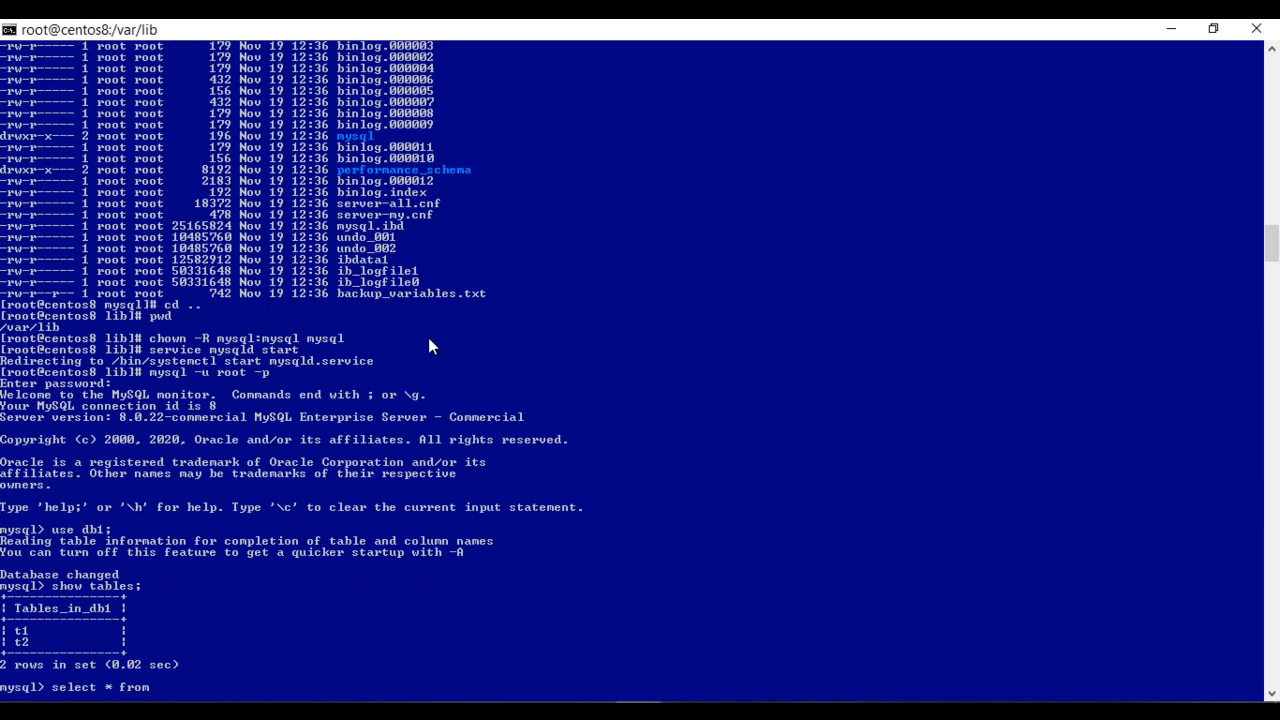 root@centos8:/var/lib
-rw-r----- 1 root root 179 Nov 19 12:36 binlog.000003
-rw-r----- 1 root root 179 Nov 19 12:36 binlog.000002
-rw-r----- 1 root root 179 Nov 19 12:36 binlog.000004
-rw-r----- 1 root root 432 Nov 19 12:36 binlog.000006
-rw-r----- 1 root root 156 Nov 19 12:36 binlog.000005
-rw-r----- 1 root root 432 Nov 19 12:36 binlog.000007
-rw-r----- 1 root root 179 Nov 19 12:36 binlog.000008
-rw-r----- 1 root root 179 Nov 19 12:36 binlog.000009
drwxr-x--- 2 root root 196 Nov 19 12:36 mysql
-rw-r----- 1 root root 179 Nov 19 12:36 binlog.000011
-rw-r----- 1 root root 156 Nov 19 12:36 binlog.000010
drwxr-x--- 2 root root 8192 Nov 19 12:36 performance_schema
-rw-r----- 1 root root 2183 Nov 19 12:36 binlog.000012
-rw-r----- 1 root root 192 Nov 19 12:36 binlog.index
-rw-r----- 1 root root 18372 Nov 19 12:36 server-all.cnf
-rw-r----- 1 root root 478 Nov 19 12:36 server-my.cnf
-rw-r----- 1 root root 25165824 Nov 19 12:36 mysql.ibd
-rw-r----- 1 root root 10485760 Nov 19 12:36 undo_001
-rw-r----- 1 root root 10485760 Nov 19 12:36 undo_002
-rw-r----- 1 root root 12582912 Nov 19 12:36 ibdata1
-rw-r----- 1 root root 50331648 Nov 19 12:36 ib_logfile1
-rw-r----- 1 root root 50331648 Nov 19 12:36 ib_logfile0
-rw-r--r-- 1 root root 742 Nov 19 12:36 backup_variables.txt
[root@centos8 mysql]# cd ..
[root@centos8 lib]# pwd
/var/lib
[root@centos8 lib]# chown -R mysql:mysql mysql
[root@centos8 lib]# service mysqld start
Redirecting to /bin/systemctl start mysqld.service
[root@centos8 lib]# mysql -u root -p
Enter password:
Welcome to the MySQL monitor.  Commands end with ; or \g.
Your MySQL connection id is 8
Server version: 8.0.22-commercial MySQL Enterprise Server - Commercial
Copyright (c) 2000, 2020, Oracle and/or its affiliates. All rights reserved.
Oracle is a registered trademark of Oracle Corporation and/or its
affiliates. Other names may be trademarks of their respective
owners.
Type 'help;' or '\h' for help. Type '\c' to clear the current input statement.
mysql> use db1;
Reading table information for completion of table and column names
You can turn off this feature to get a quicker startup with -A
Database changed
mysql> show tables;
+---------------+
| Tables_in_db1 |
+---------------+
| t1            |
| t2            |
+---------------+
2 rows in set (0.02 sec)
mysql> select * from